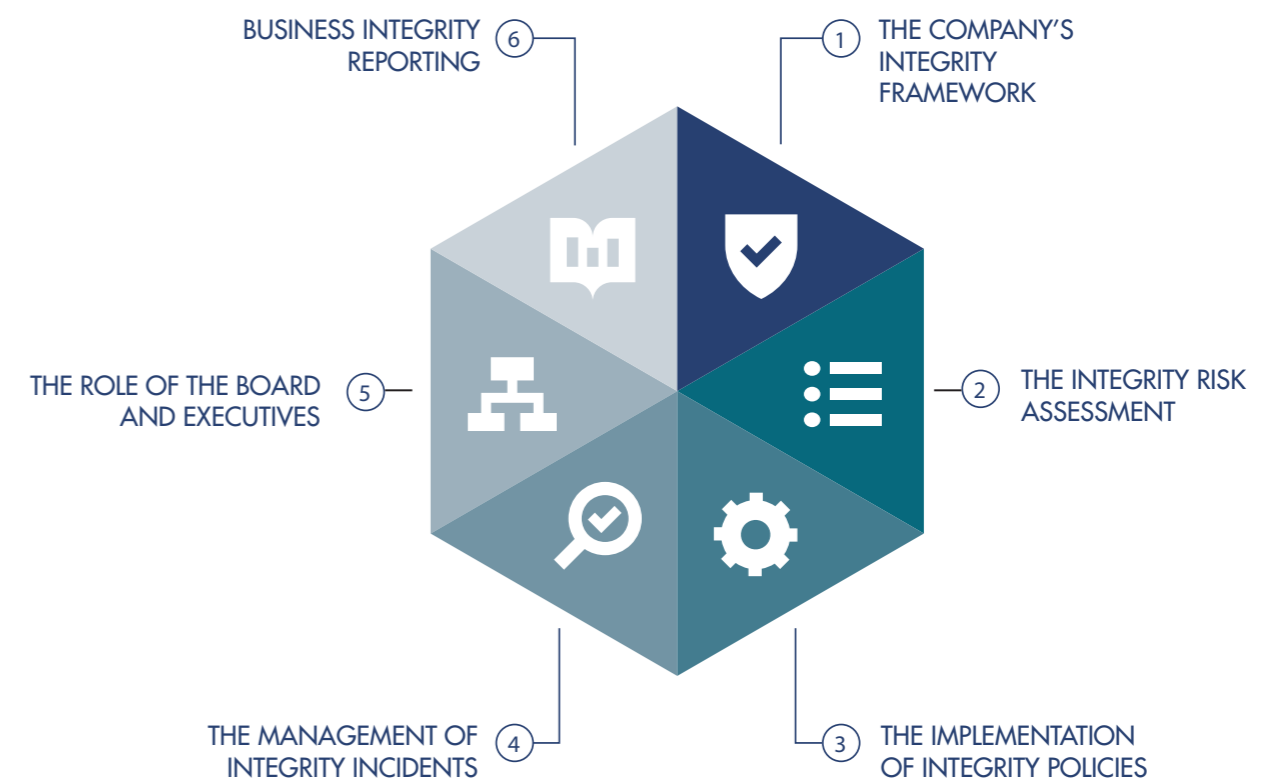 BUSINESS INTEGRITY
REPORTING
6
1
THE COMPANY'S
INTEGRITY
FRAMEWORK
THE ROLE OF THE BOARD
AND EXECUTIVES
5
2
THE INTEGRITY RISK
ASSESSMENT
THE MANAGEMENT OF
INTEGRITY INCIDENTS
4
3
THE IMPLEMENTATION
OF INTEGRITY POLICIES